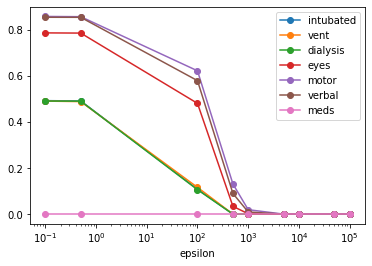 0.8
0.6
0.4
0.2
0.0
10⁻¹ 10⁰ 10¹ 10² 10³ 10⁴ 10⁵
epsilon
intubated
vent
dialysis
eyes
motor
verbal
meds